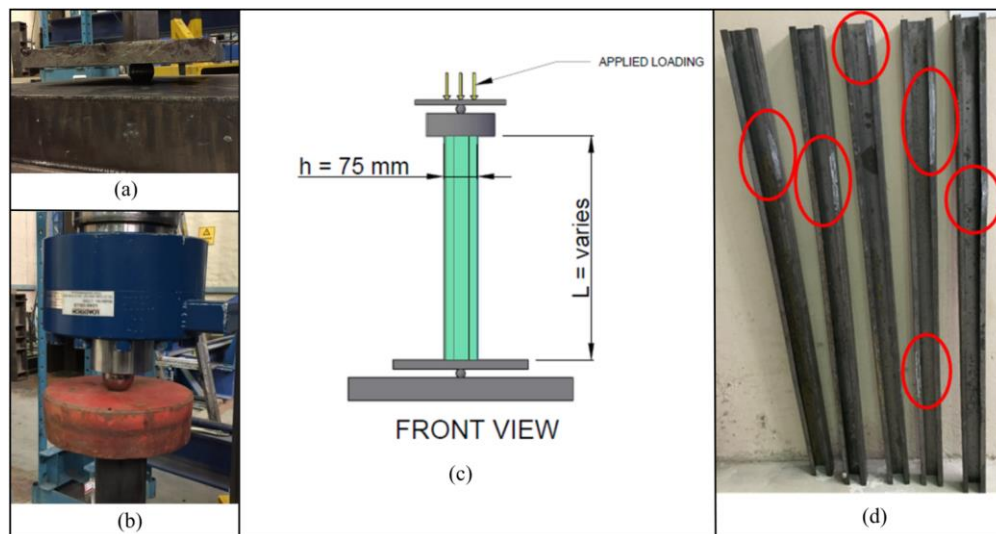 (a)
(b)
APPLIED LOADING
h = 75 mm
L = varies
FRONT VIEW
(c)
(d)